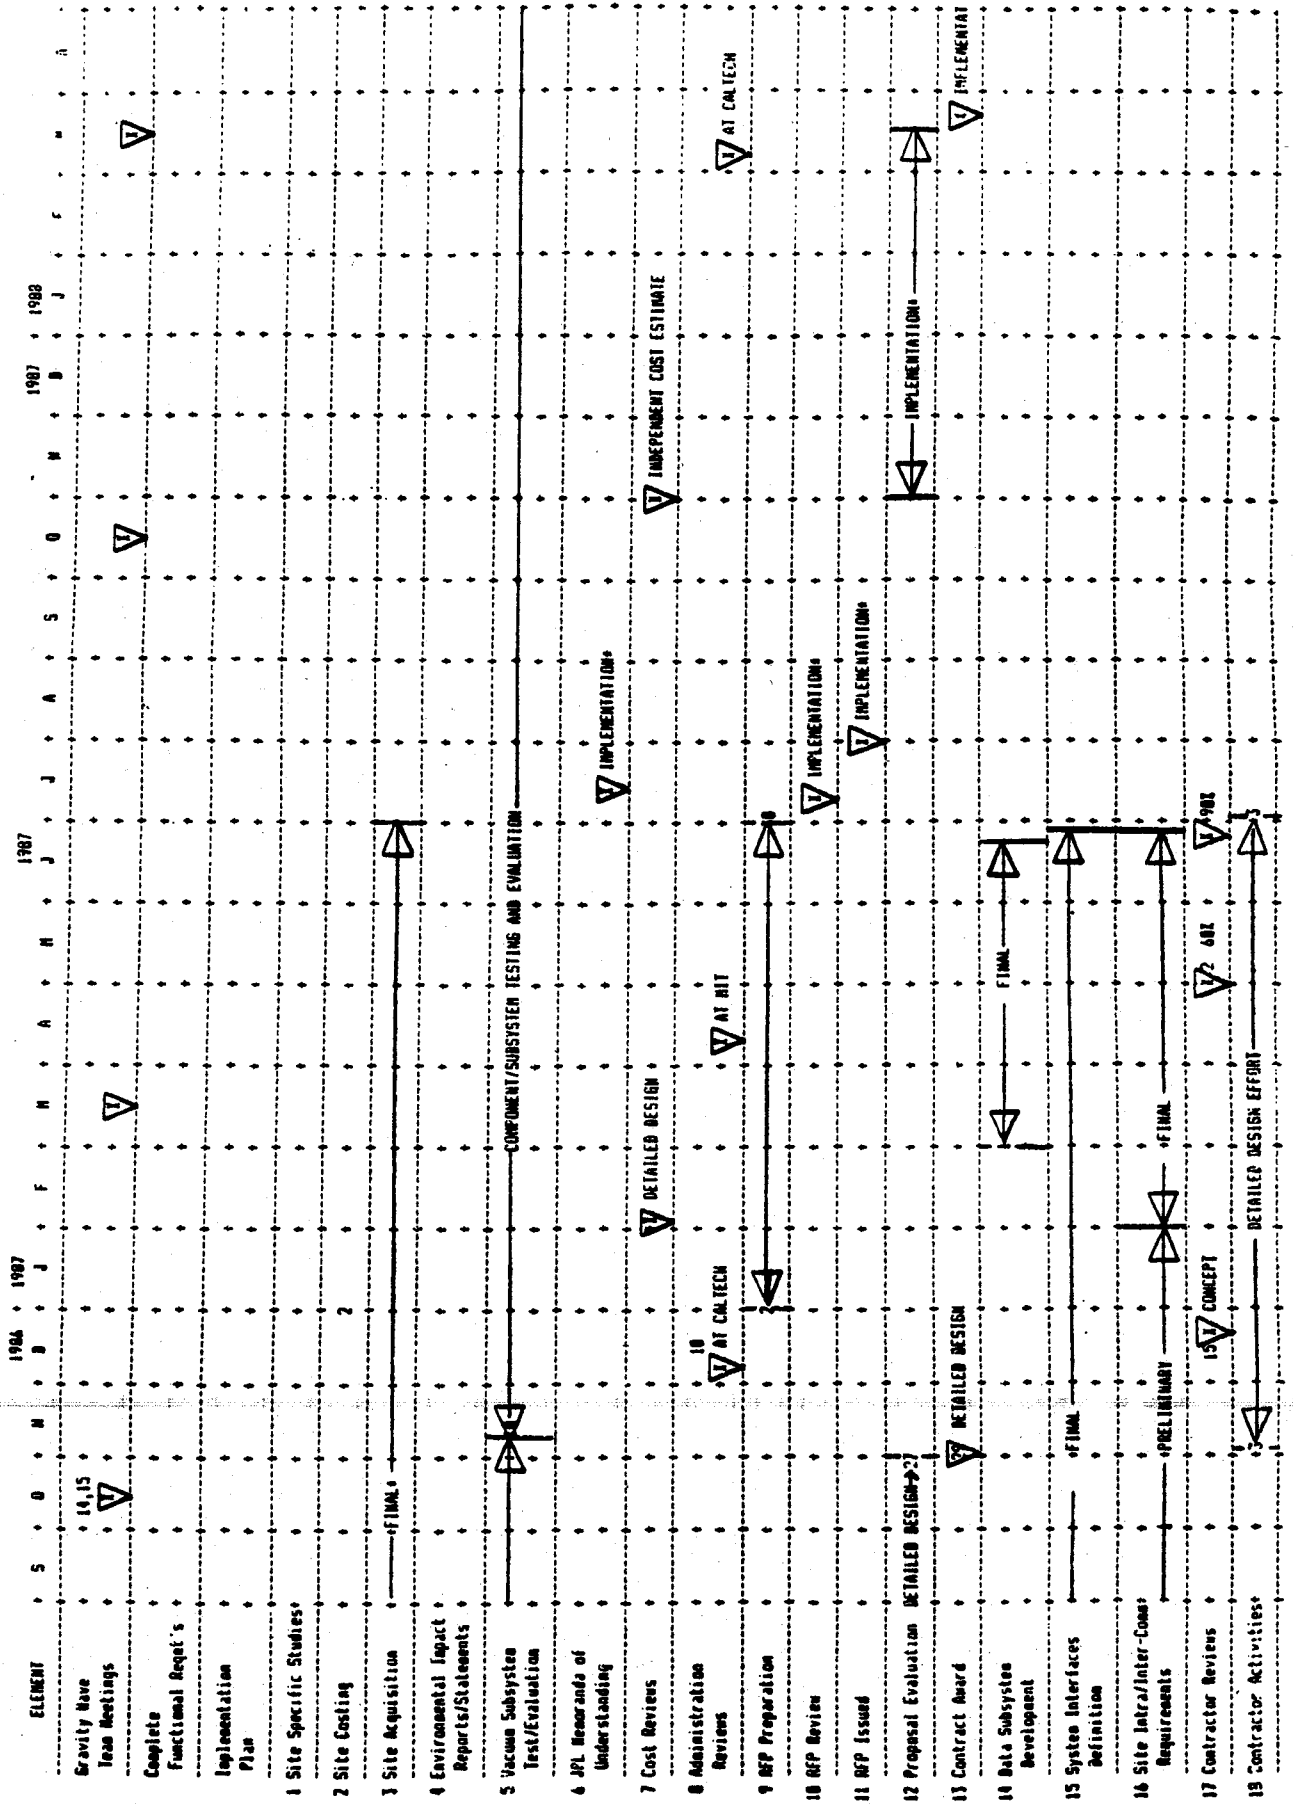 1986 + 1987 1987 1987 + 1988
ELEMENT + S + O + N + D + J + F + M + A + M + J + J + A + S + O + N + D + J + F + M + A
Gravity Wave 14,15
Team Meetings
Complete
Functional Reqmt's
Implementation
Plan
1 Site Specific Studies+
2 Site Costing 2
3 Site Acquisition FINAL+
4 Environmental Impact
Reports/Statements
5 Vacuum Subsystem COMPONENT/SUBSYSTEM TESTING AND EVALUATION
Test/Evaluation
6 JPL Memoranda of
Understanding IMPLEMENTATION+
7 Cost Reviews DETAILED DESIGN INDEPENDENT COST ESTIMATE
8 Administration 18
Reviews AT CALTECH AT MIT AT CALTECH
9 RFP Preparation 2
10 RFP Review IMPLEMENTATION+
11 RFP Issued IMPLEMENTATION+
12 Proposal Evaluation DETAILED DESIGN 27 IMPLEMENTATION+
13 Contract Award DETAILED DESIGN IMPLEMENTAT
14 Data Subsystem FINAL
Development
15 System Interfaces +FINAL
Definition
16 Site Intra/Inter-Comm+ +PRELIMINARY +FINAL
Requirements
17 Contractor Reviews 15 CONCEPT 60% 90%
19 Contractor Activities+ DETAILED DESIGN EFFORT